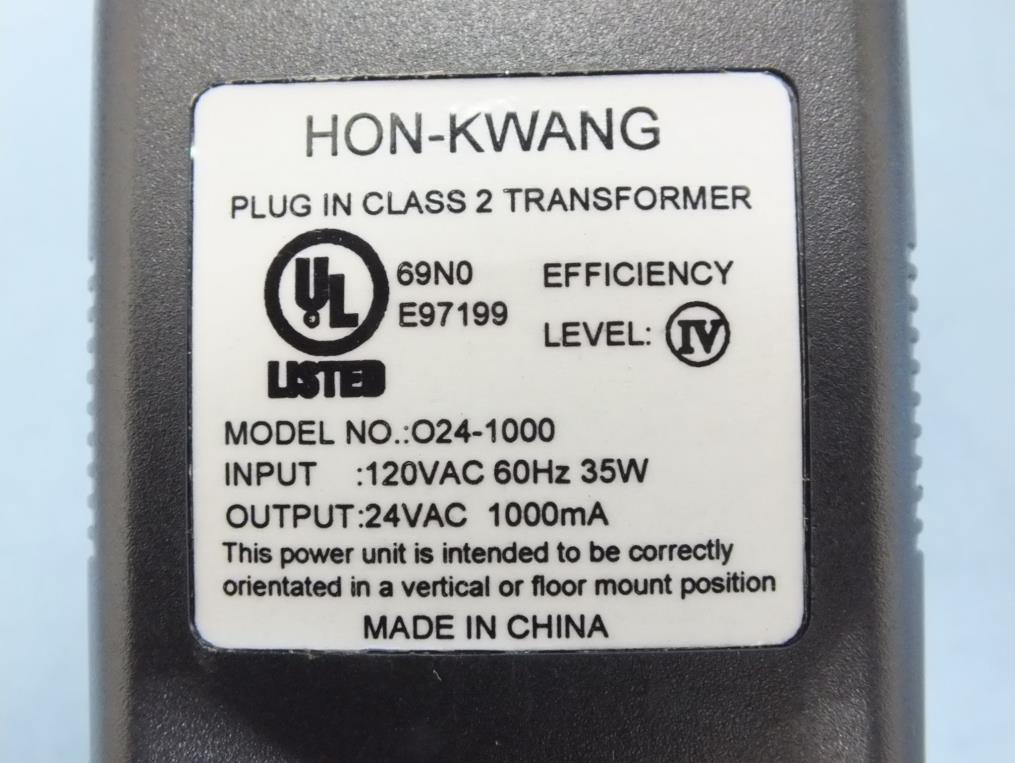 HON-KWANG
PLUG IN CLASS 2 TRANSFORMER
UL 69N0 EFFICIENCY
E97199 LEVEL: IV
LISTED
MODEL NO.:O24-1000
INPUT :120VAC 60Hz 35W
OUTPUT:24VAC 1000mA
This power unit is intended to be correctly
orientated in a vertical or floor mount position
MADE IN CHINA